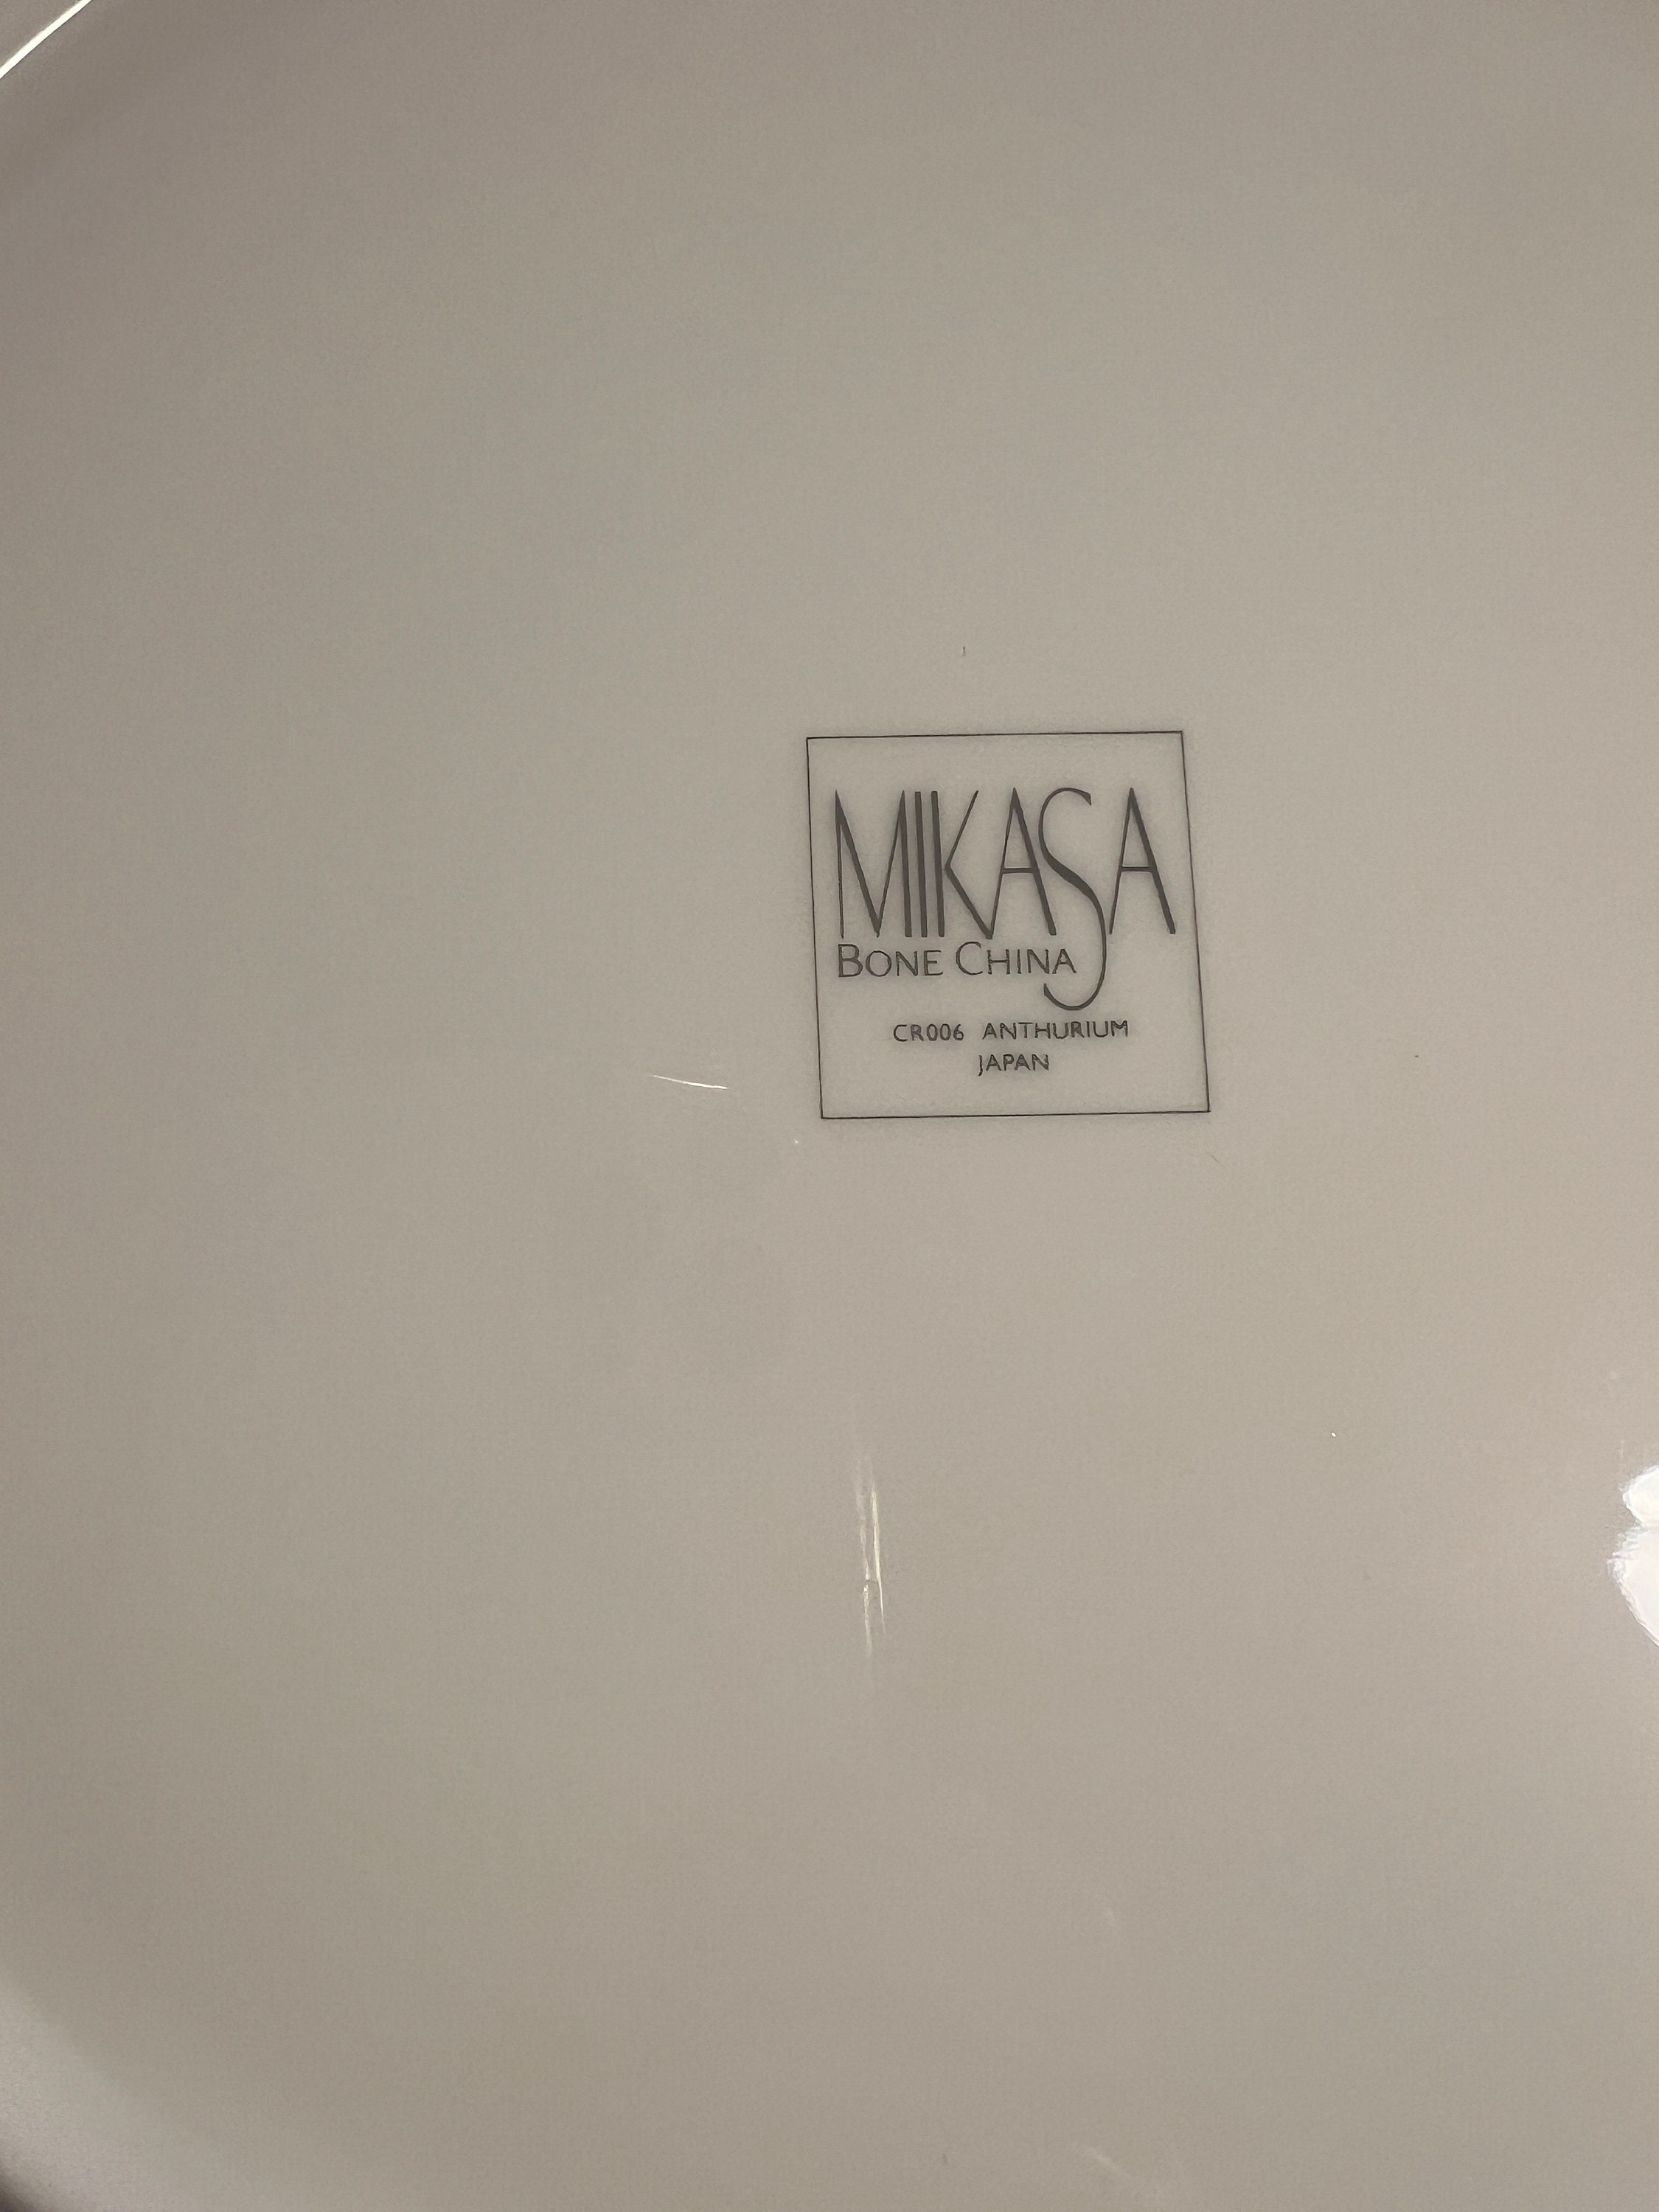 MIKASA
BONE CHINA
CR006 ANTHURIUM
JAPAN